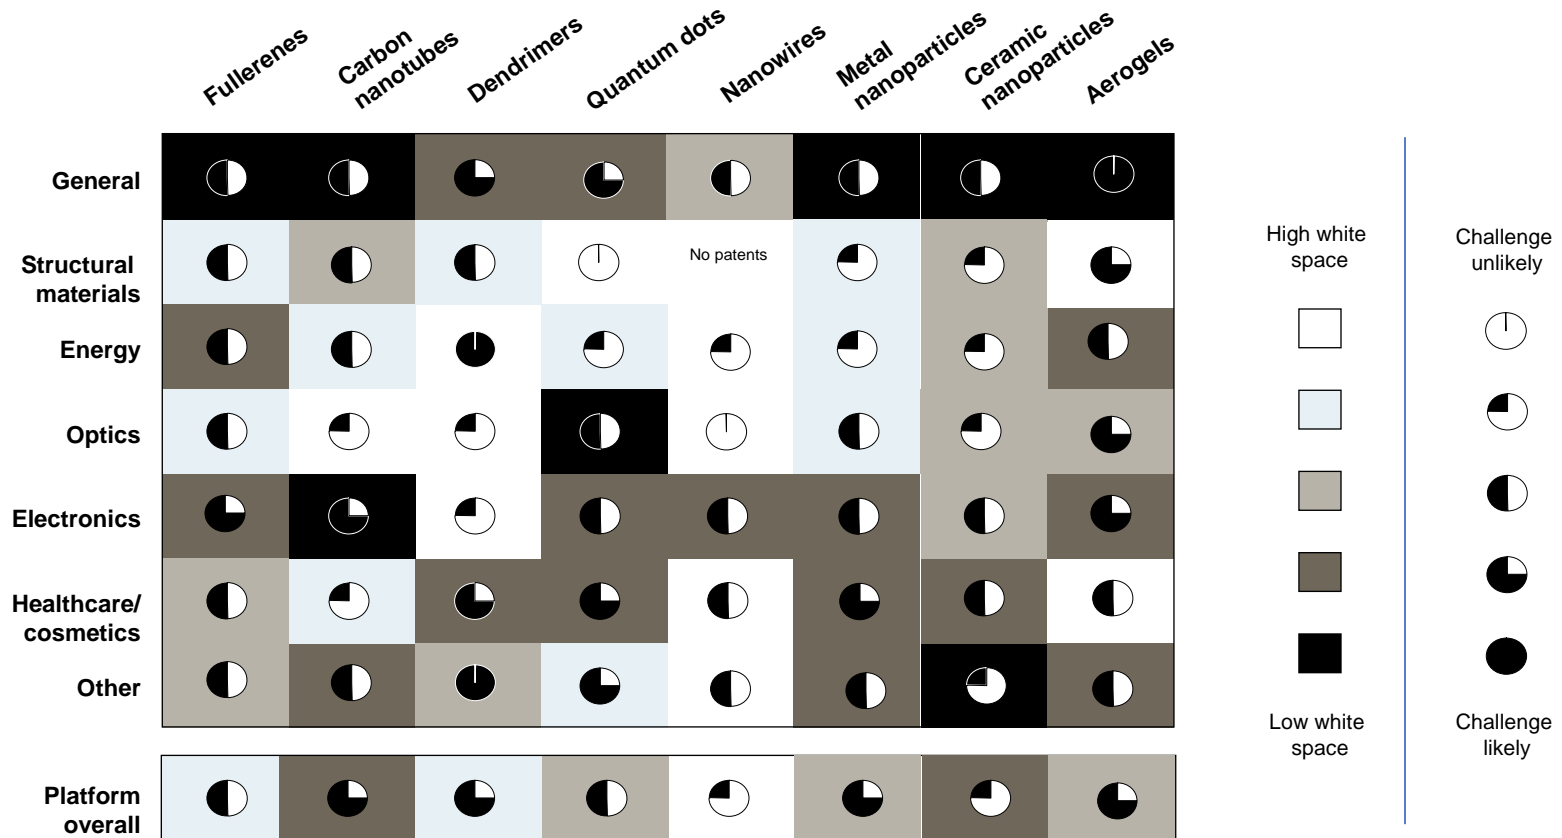 Fullerenes
Carbon
nanotubes
Dendrimers
Quantum dots
Nanowires
Metal
nanoparticles
Ceramic
nanoparticles
Aerogels
General
Structural
materials
No patents
Energy
Optics
Electronics
Healthcare/
cosmetics
Other
Platform
overall
High white
space
Low white
space
Challenge
unlikely
Challenge
likely